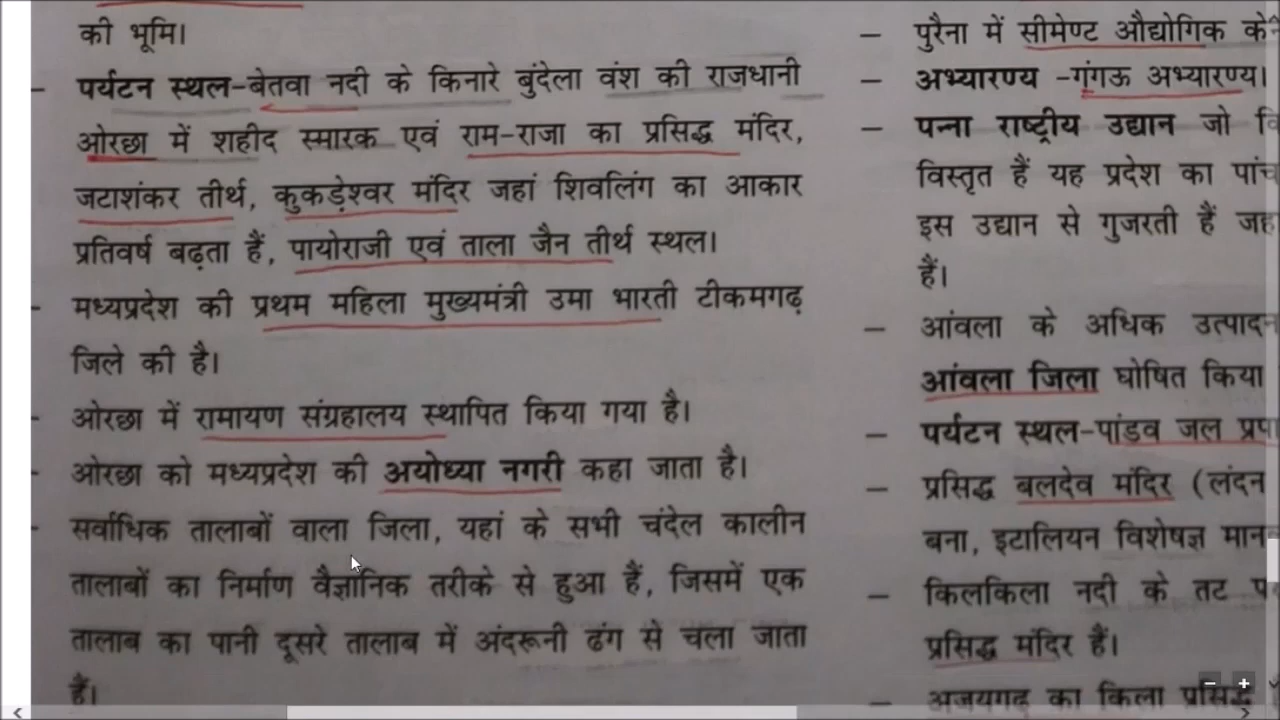 की भूमि।
- पर्यटन स्थल-बेतवा नदी के किनारे बुंदेला वंश की राजधानी
ओरछा में शहीद स्मारक एवं राम-राजा का प्रसिद्ध मंदिर,
जटाशंकर तीर्थ, कुकड़ेश्वर मंदिर जहां शिवलिंग का आकार
प्रतिवर्ष बढ़ता हैं, पायोराजी एवं ताला जैन तीर्थ स्थल।
- मध्यप्रदेश की प्रथम महिला मुख्यमंत्री उमा भारती टीकमगढ़
जिले की है।
- ओरछा में रामायण संग्रहालय स्थापित किया गया है।
- ओरछा को मध्यप्रदेश की अयोध्या नगरी कहा जाता है।
- सर्वाधिक तालाबों वाला जिला, यहां के सभी चंदेल कालीन
तालाबों का निर्माण वैज्ञानिक तरीके से हुआ हैं, जिसमें एक
तालाब का पानी दूसरे तालाब में अंदरूनी ढंग से चला जाता
हैं।
– पुरैना में सीमेण्ट औद्योगिक
– अभ्यारण्य -गंगऊ अभ्यारण्य।
– पन्ना राष्ट्रीय उद्यान जो
विस्तृत हैं यह प्रदेश का
इस उद्यान से गुजरती हैं
हैं।
– आंवला के अधिक
आंवला जिला घोषित किया
– पर्यटन स्थल-पांडव जल
– प्रसिद्ध बलदेव मंदिर (लंदन
बना, इटालियन विशेषज्ञ
– किलकिला नदी के तट
प्रसिद्ध मंदिर हैं।
– अजयगढ़ का किला प्रसिद्ध